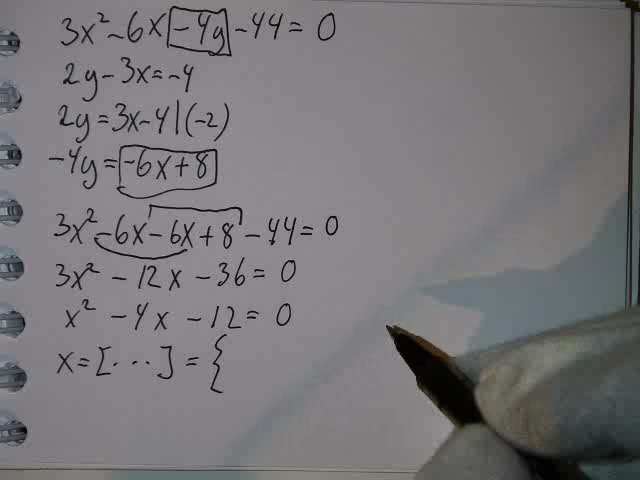 3x² - 6x - 4y - 44 = 0
2y - 3x = -4
2y = 3x - 4 | (-2)
-4y = -6x + 8
3x² - 6x - 6x + 8 - 44 = 0
3x² - 12x - 36 = 0
x² - 4x - 12 = 0
x = [...] = {